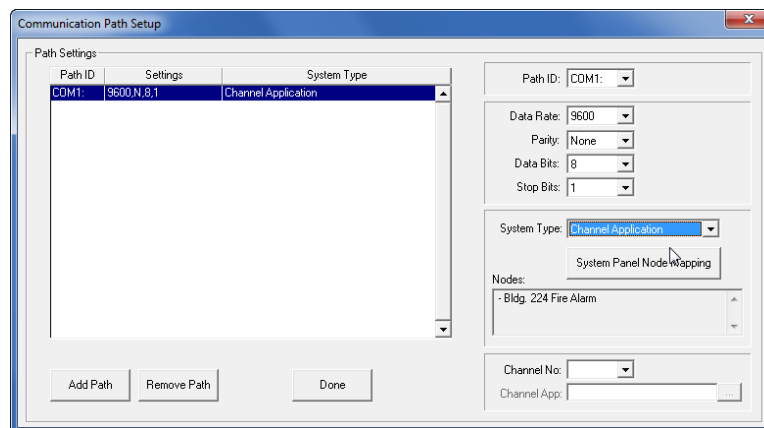 Communication Path Setup
Path Settings
Path ID Settings System Type
COM1: 9600,N,8,1 Channel Application
Path ID: COM1:
Data Rate: 9600
Parity: None
Data Bits: 8
Stop Bits: 1
System Type: Channel Application
System Panel Node Mapping
Nodes:
- Bldg. 224 Fire Alarm
Channel No:
Channel App: ...
Add Path Remove Path Done